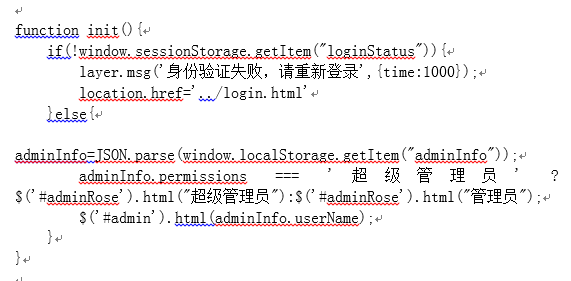 function init(){
if(!window.sessionStorage.getItem("loginStatus")){
layer.msg('身份验证失败，请重新登录',{time:1000});
location.href='../login.html'
}else{
adminInfo=JSON.parse(window.localStorage.getItem("adminInfo"));
adminInfo.permissions === '超级管理员' ?
$('#adminRose').html("超级管理员"):$('#adminRose').html("管理员");
$('#admin').html(adminInfo.userName);
}
}